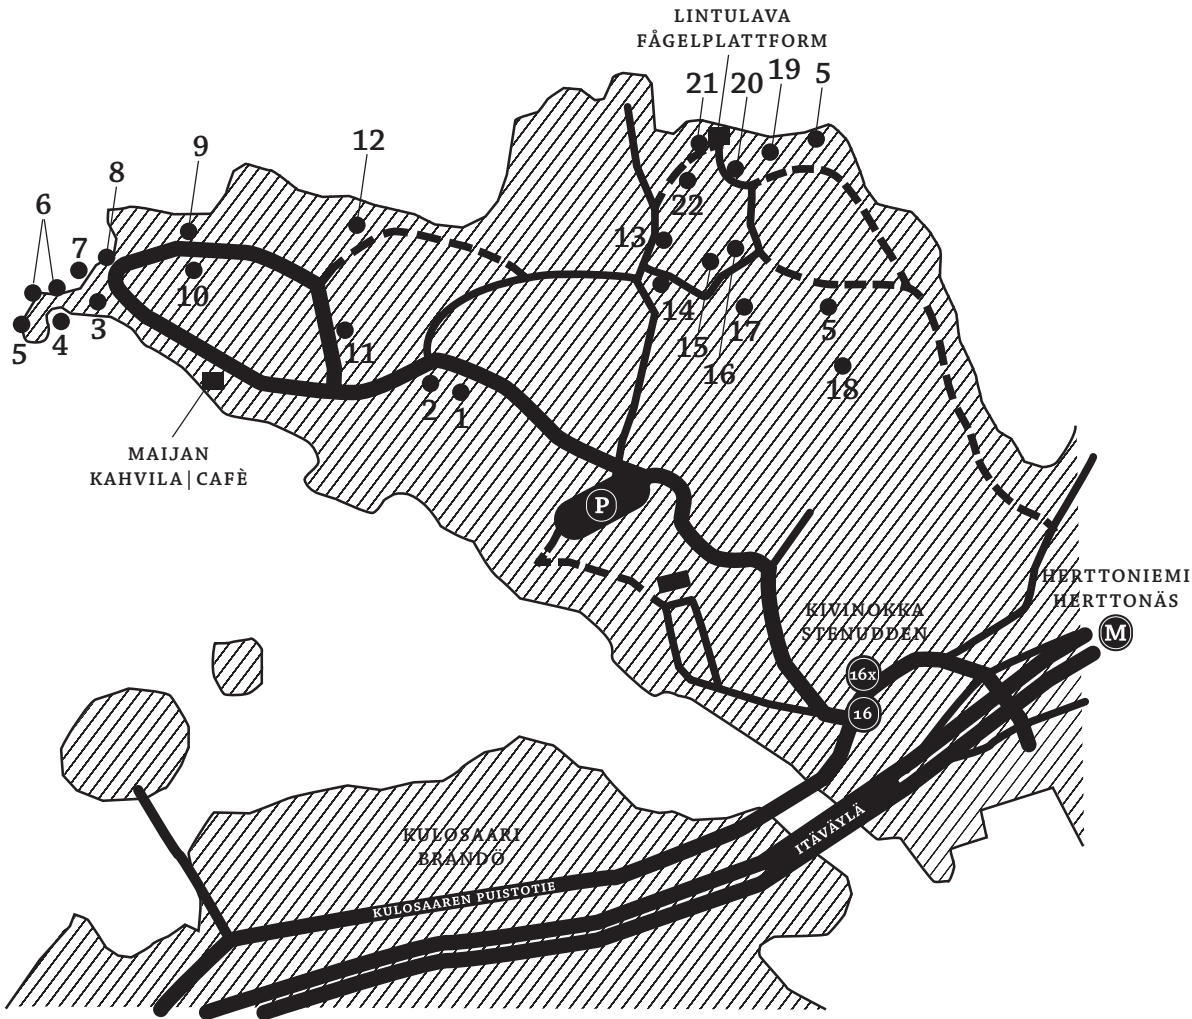 LINTULAVA
FÅGELPLATTFORM
21 20 19 5
12
9
8
6
7
22
13
10
14
3
5 4
17 5
15
11
16
18
2 1
MAIJAN
KAHVILA|CAFÈ
P
HERTTONIEMI
HERTTONÄS
M
KIVINOKKA
STENUDDEN
16x
16
ITÄVÄYLÄ
KULOSAARI
BRÄNDÖ
KULOSAAREN PUISTOTIE